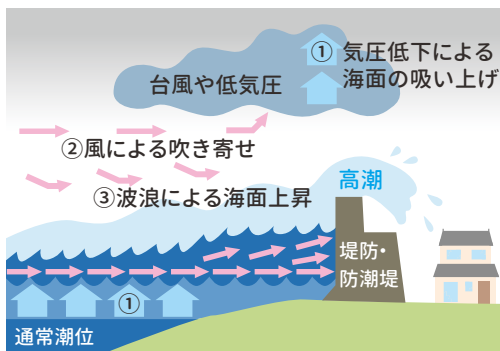 ① 気圧低下による
海面の吸い上げ
台風や低気圧
②風による吹き寄せ
③波浪による海面上昇
高潮
堤防・
防潮堤
①
通常潮位